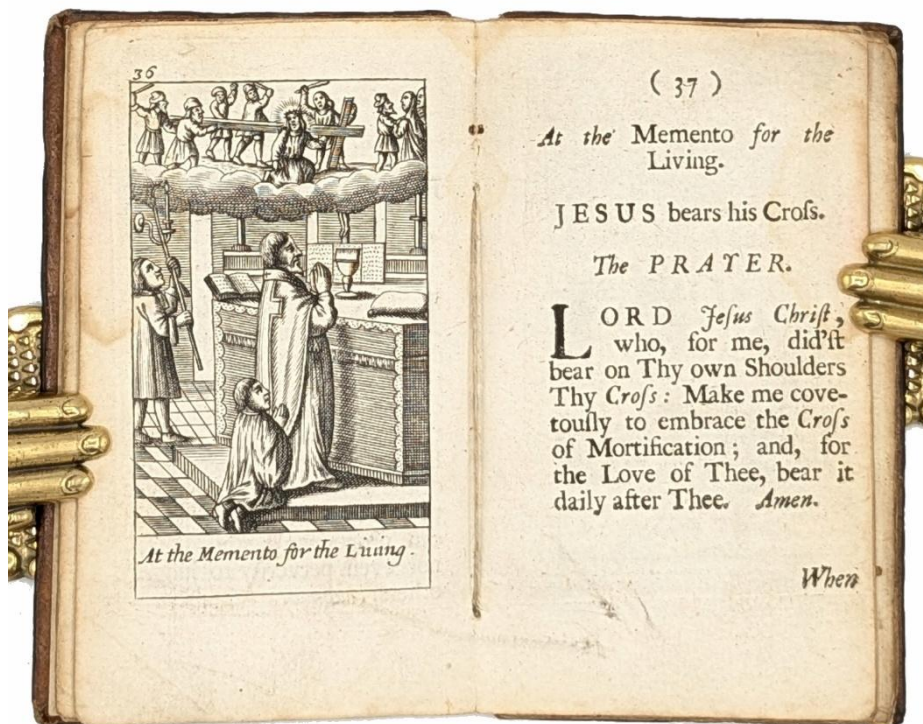 36
At the Memento for the Liuing.
( 37 )
At the Memento for the
Living.
JESUS bears his Croſs.
The PRAYER.
LORD Jeſus Chriſt,
who, for me, did'ſt
bear on Thy own Shoulders
Thy Croſs: Make me cove-
touſly to embrace the Croſs
of Mortification; and, for
the Love of Thee, bear it
daily after Thee. Amen.
When